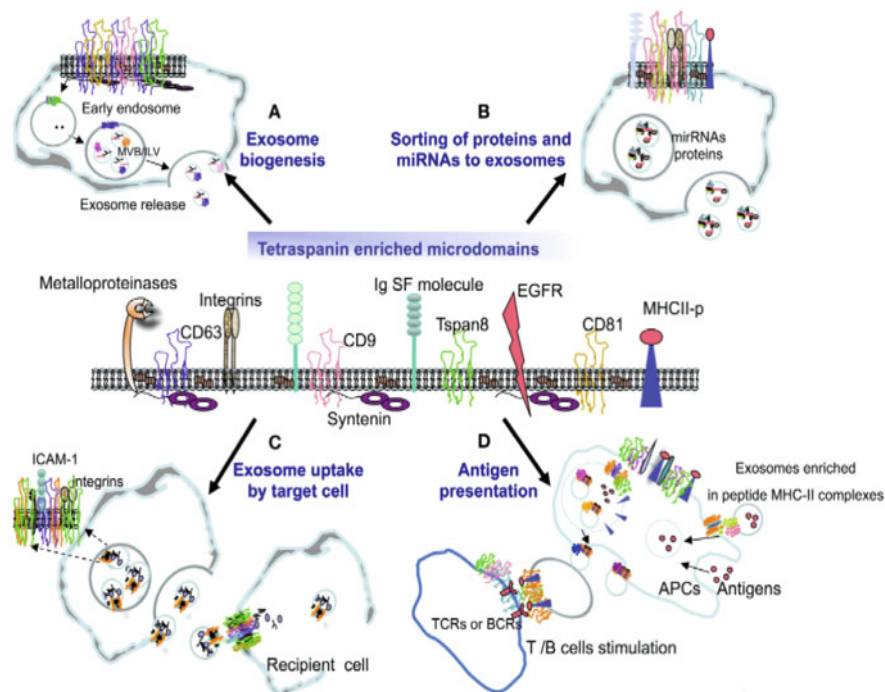 A
Exosome
biogenesis
Early endosome
MVB/ILV
Exosome release
B
Sorting of proteins and
miRNAs to exosomes
mirRNAs
proteins
Tetraspanin enriched microdomains
Metalloproteinases
CD63
Integrins
CD9
Ig SF molecule
Tspan8
EGFR
CD81
MHCII-p
Syntenin
C
Exosome uptake
by target cell
ICAM-1
integrins
Recipient cell
D
Antigen
presentation
Exosomes enriched
in peptide MHC-II complexes
APCs
Antigens
TCRs or BCRs
T /B cells stimulation